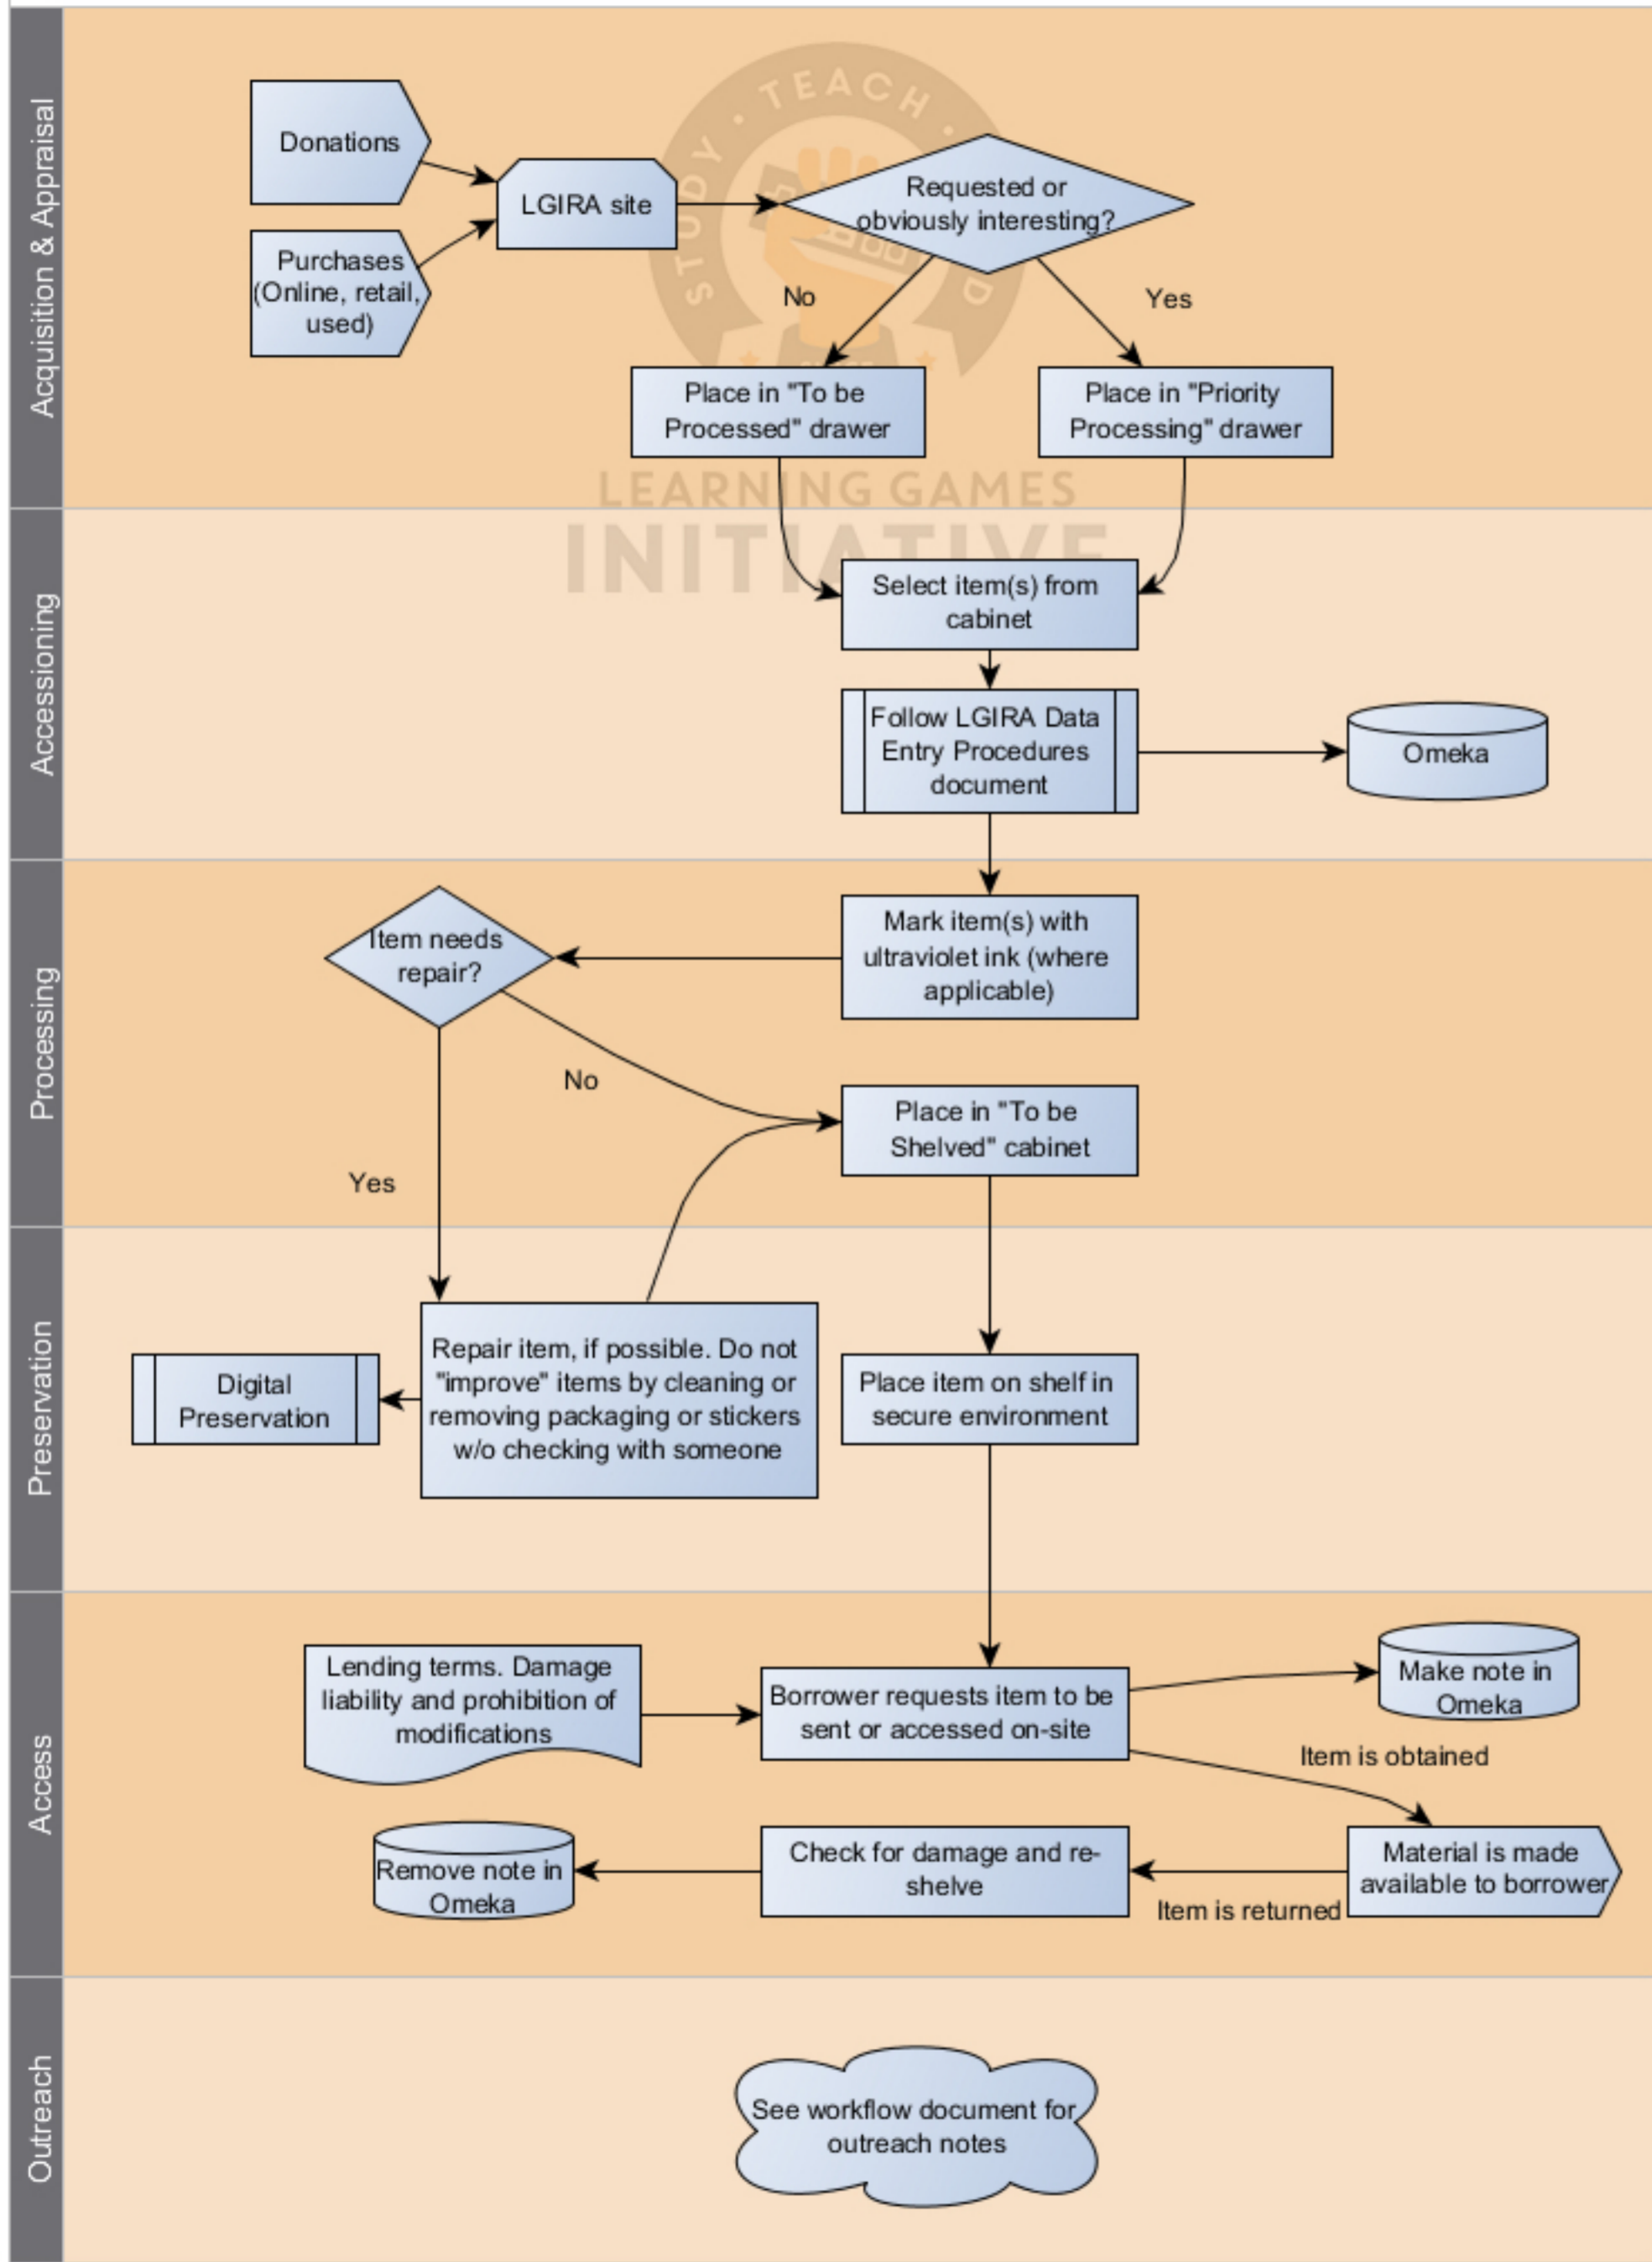 Acquisition & Appraisal
STUDY • TEACH •
D
Donations
LGIRA site
Requested or
obviously interesting?
Purchases
(Online, retail,
used)
No
Yes
Place in "To be
Processed" drawer
Place in "Priority
Processing" drawer
LEARNING GAMES
INITIATIVE
Accessioning
Select item(s) from
cabinet
Follow LGIRA Data
Entry Procedures
document
Omeka
Processing
Item needs
repair?
Mark item(s) with
ultraviolet ink (where
applicable)
No
Place in "To be
Shelved" cabinet
Yes
Preservation
Digital
Preservation
Repair item, if possible. Do not
"improve" items by cleaning or
removing packaging or stickers
w/o checking with someone
Place item on shelf in
secure environment
Access
Lending terms. Damage
liability and prohibition of
modifications
Borrower requests item to be
sent or accessed on-site
Make note in
Omeka
Item is obtained
Remove note in
Omeka
Check for damage and re-
shelve
Item is returned
Material is made
available to borrower
Outreach
See workflow document for
outreach notes